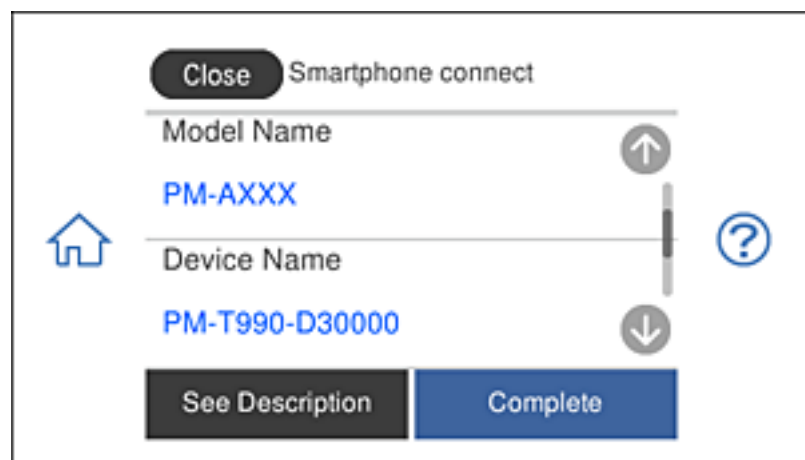 Close Smartphone connect
Model Name
PM-AXXX
Device Name
PM-T990-D30000
See Description Complete